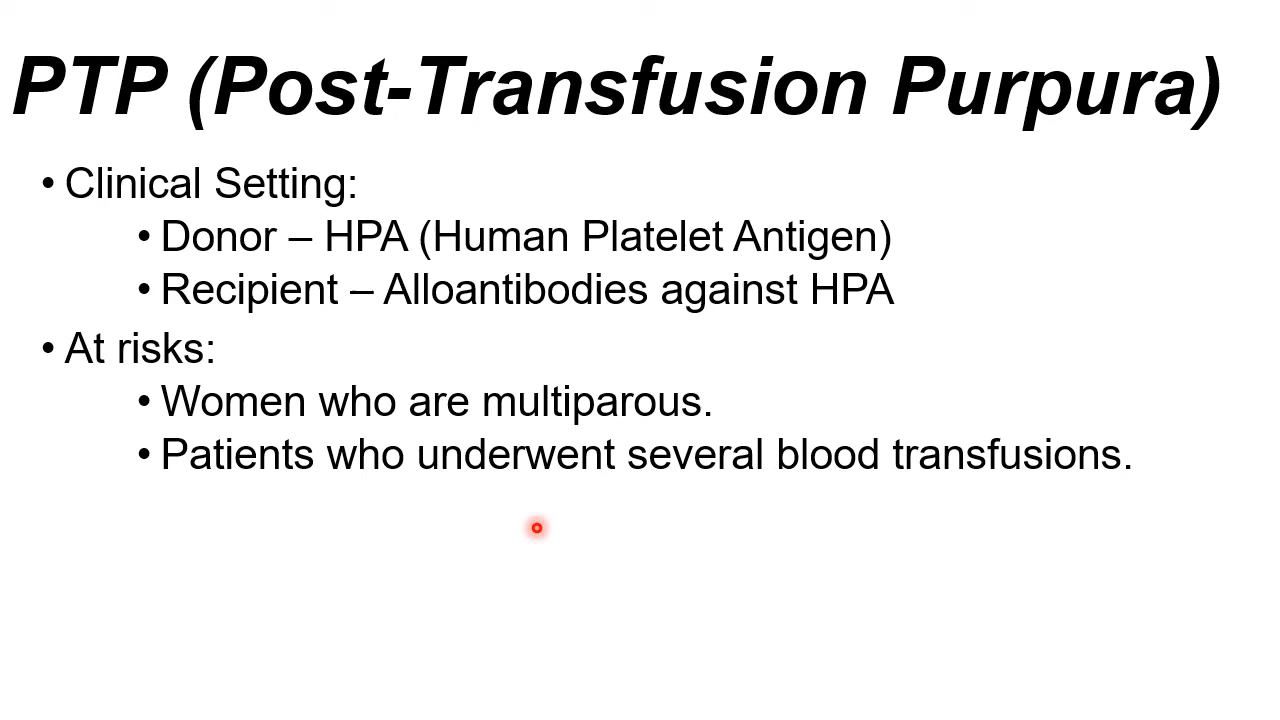 PTP (Post-Transfusion Purpura)
• Clinical Setting:
• Donor – HPA (Human Platelet Antigen)
• Recipient – Alloantibodies against HPA
• At risks:
• Women who are multiparous.
• Patients who underwent several blood transfusions.